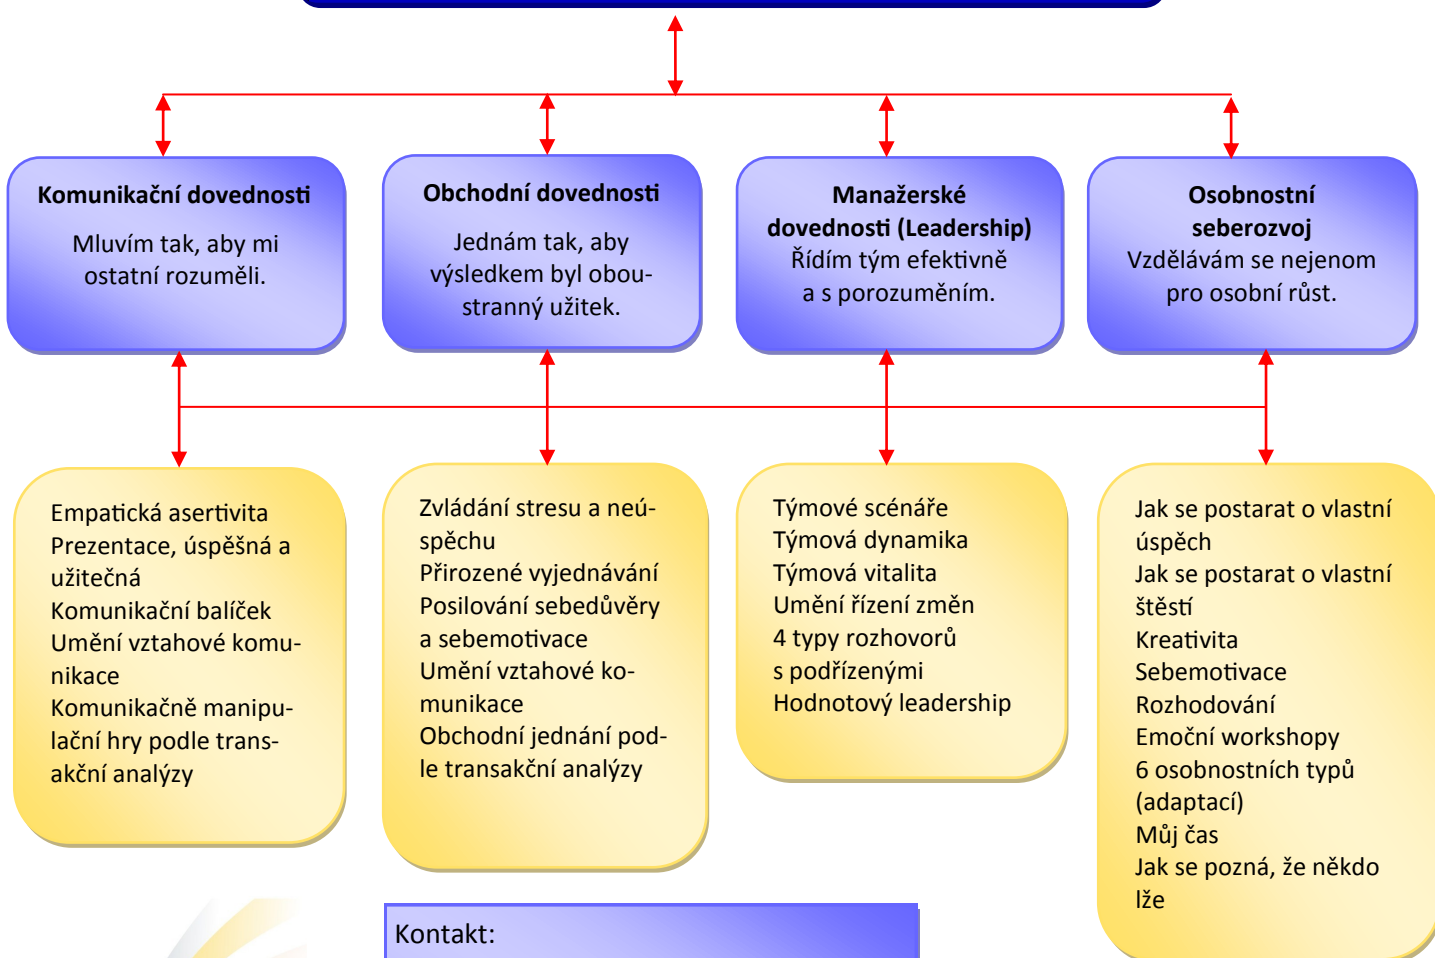 Komunikační dovednosti
Mluvím tak, aby mi
ostatní rozuměli.
Obchodní dovednosti
Jednám tak, aby
výsledkem byl obou-
stranný užitek.
Manažerské
dovednosti (Leadership)
Řídím tým efektivně
a s porozuměním.
Osobnostní
seberozvoj
Vzdělávám se nejenom
pro osobní růst.
Empatická asertivita
Prezentace, úspěšná a
užitečná
Komunikační balíček
Umění vztahové komu-
nikace
Komunikačně manipu-
lační hry podle trans-
akční analýzy
Zvládání stresu a neú-
spěchu
Přirozené vyjednávání
Posilování sebedůvěry
a sebemotivace
Umění vztahové ko-
munikace
Obchodní jednání pod-
le transakční analýzy
Týmové scénáře
Týmová dynamika
Týmová vitalita
Umění řízení změn
4 typy rozhovorů
s podřízenými
Hodnotový leadership
Jak se postarat o vlastní
úspěch
Jak se postarat o vlastní
štěstí
Kreativita
Sebemotivace
Rozhodování
Emoční workshopy
6 osobnostních typů
(adaptací)
Můj čas
Jak se pozná, že někdo
lže
Kontakt: